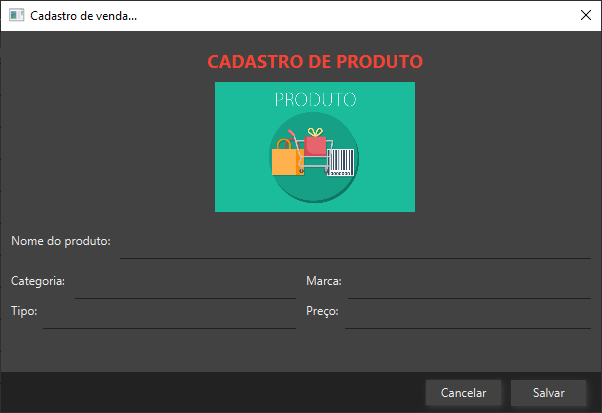 Cadastro de venda...
CADASTRO DE PRODUTO
PRODUTO
Nome do produto:
Categoria:
Marca:
Tipo:
Preço:
Cancelar
Salvar